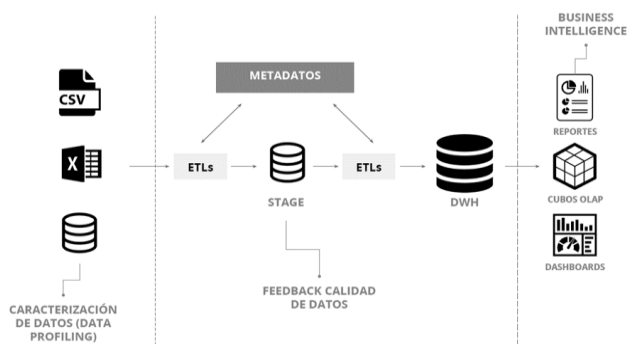 BUSINESS
INTELLIGENCE
METADATOS
CSV
X
REPORTES
ETLs
ETLs
STAGE
DWH
CUBOS OLAP
DASHBOARDS
FEEDBACK CALIDAD
DE DATOS
CARACTERIZACIÓN
DE DATOS (DATA
PROFILING)